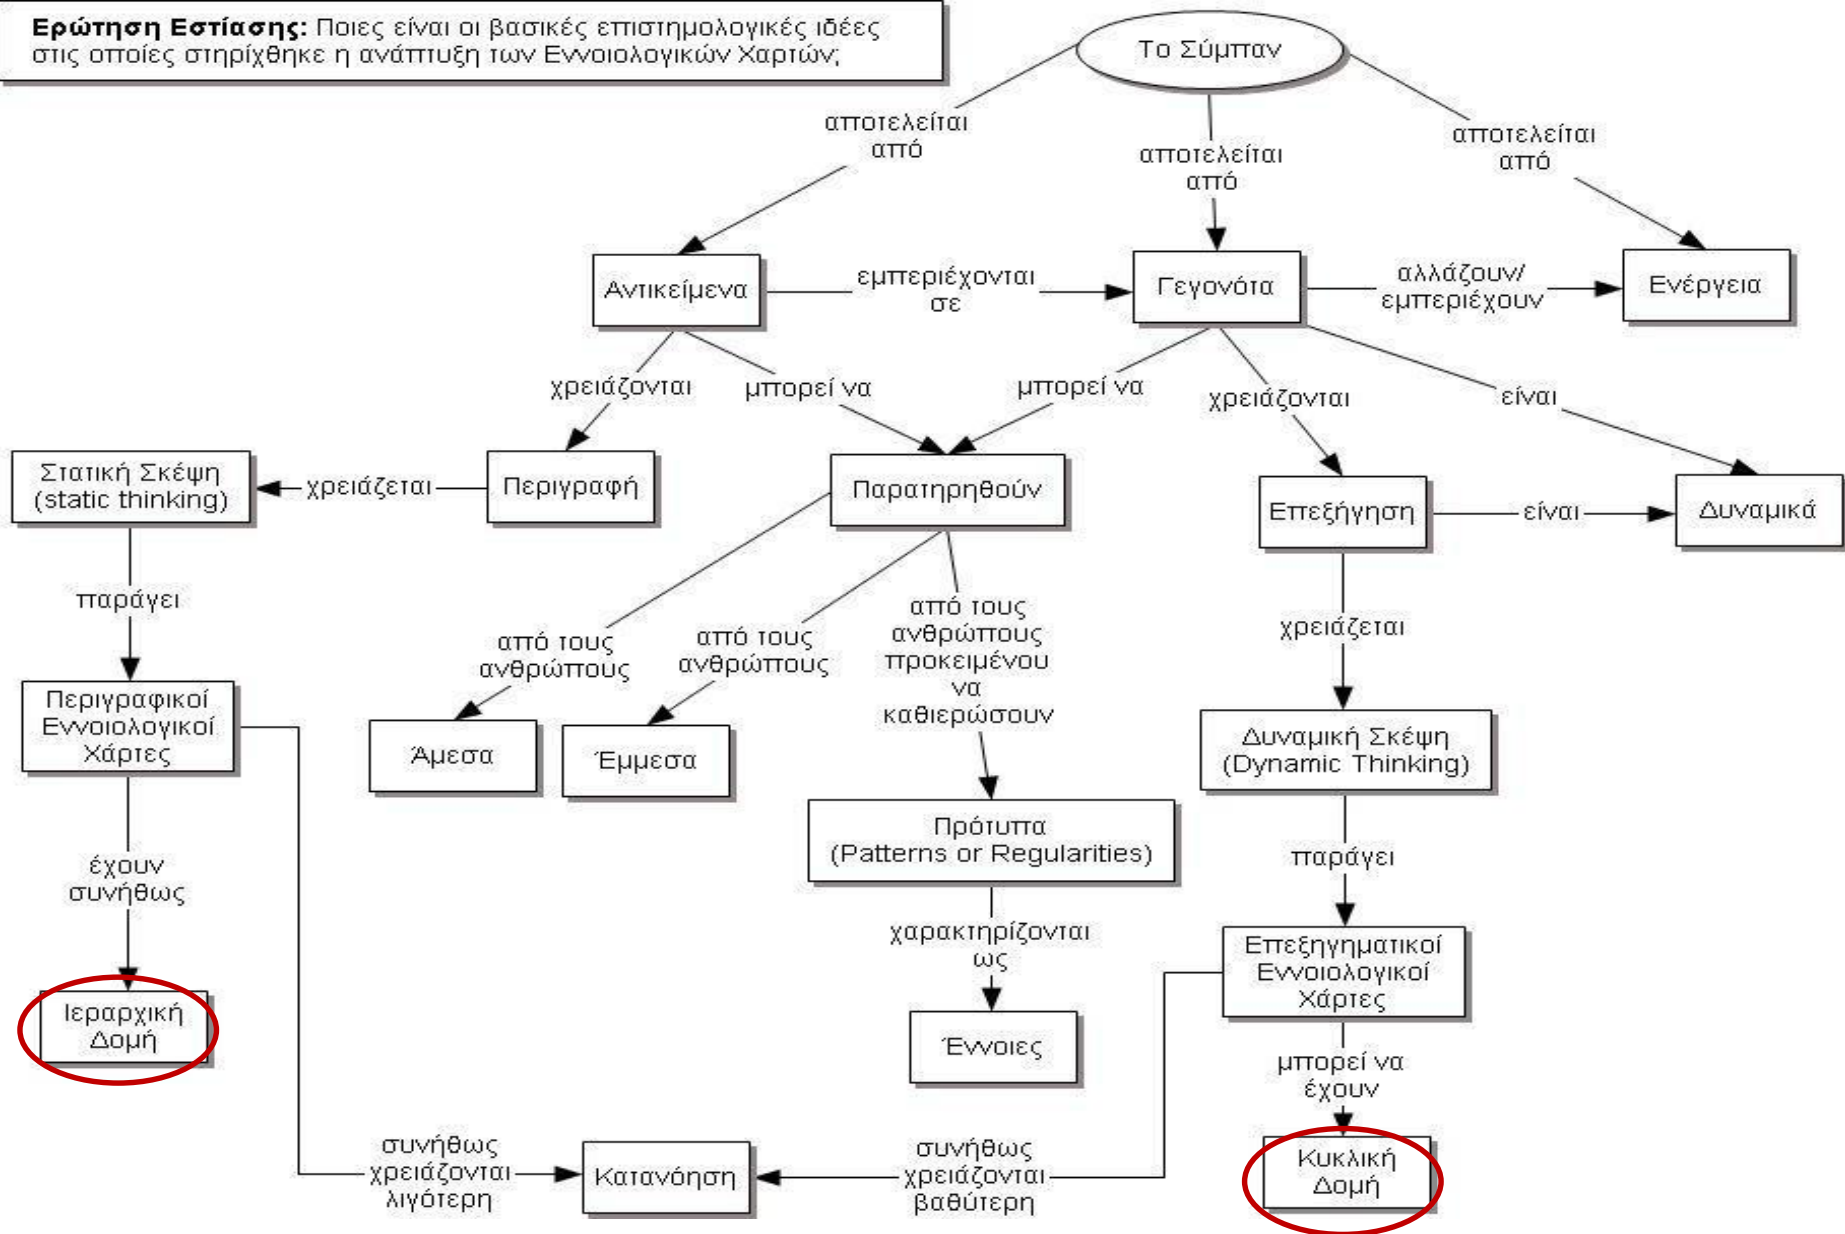 Ερώτηση Εστίασης: Ποιες είναι οι βασικές επιστημολογικές ιδέες
στις οποίες στηρίχθηκε η ανάπτυξη των Εννοιολογικών Χαρτών;
Το Σύμπαν
αποτελείται
από
αποτελείται
από
αποτελείται
από
Αντικείμενα
εμπεριέχονται
σε
Γεγονότα
αλλάζουν/
εμπεριέχουν
Ενέργεια
χρειάζονται
μπορεί να
μπορεί να
χρειάζονται
είναι
Στατική Σκέψη
(static thinking)
χρειάζεται
Περιγραφή
Παρατηρηθούν
Επεξήγηση
είναι
Δυναμικά
παράγει
από τους
ανθρώπους
από τους
ανθρώπους
από τους
ανθρώπους
προκειμένου
να
καθιερώσουν
χρειάζεται
Περιγραφικοί
Εννοιολογικοί
Χάρτες
Άμεσα
Έμμεσα
Δυναμική Σκέψη
(Dynamic Thinking)
Πρότυπα
(Patterns or Regularities)
έχουν
συνήθως
παράγει
χαρακτηρίζονται
ως
Επεξηγηματικοί
Εννοιολογικοί
Χάρτες
Ιεραρχική
Δομή
Έννοιες
μπορεί να
έχουν
συνήθως
χρειάζονται
λιγότερη
Κατανόηση
συνήθως
χρειάζονται
βαθύτερη
Κυκλική
Δομή